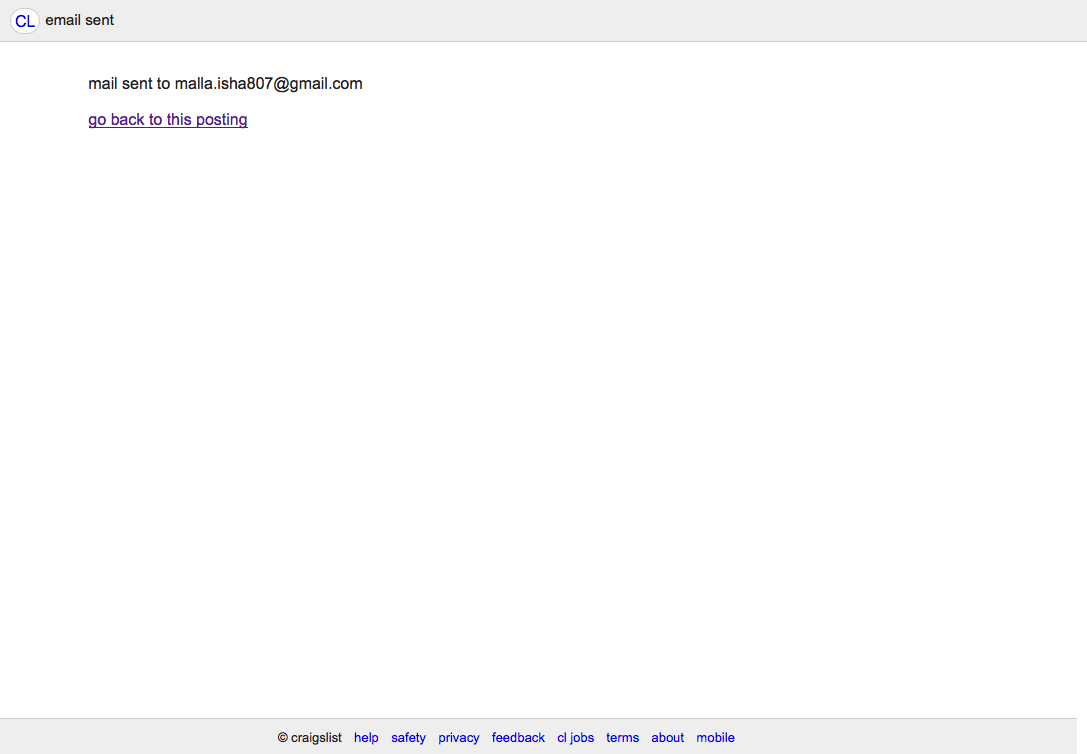 CL email sent
mail sent to malla.isha807@gmail.com
go back to this posting
© craigslist help safety privacy feedback cl jobs terms about mobile